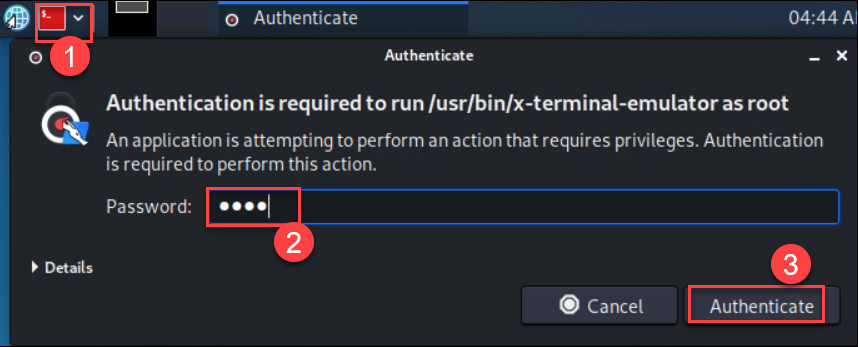 $_
Authenticate
04:44 A
1
Authenticate
Authentication is required to run /usr/bin/x-terminal-emulator as root
An application is attempting to perform an action that requires privileges. Authentication
is required to perform this action.
Password: ••••
2
Details
3
Cancel
Authenticate